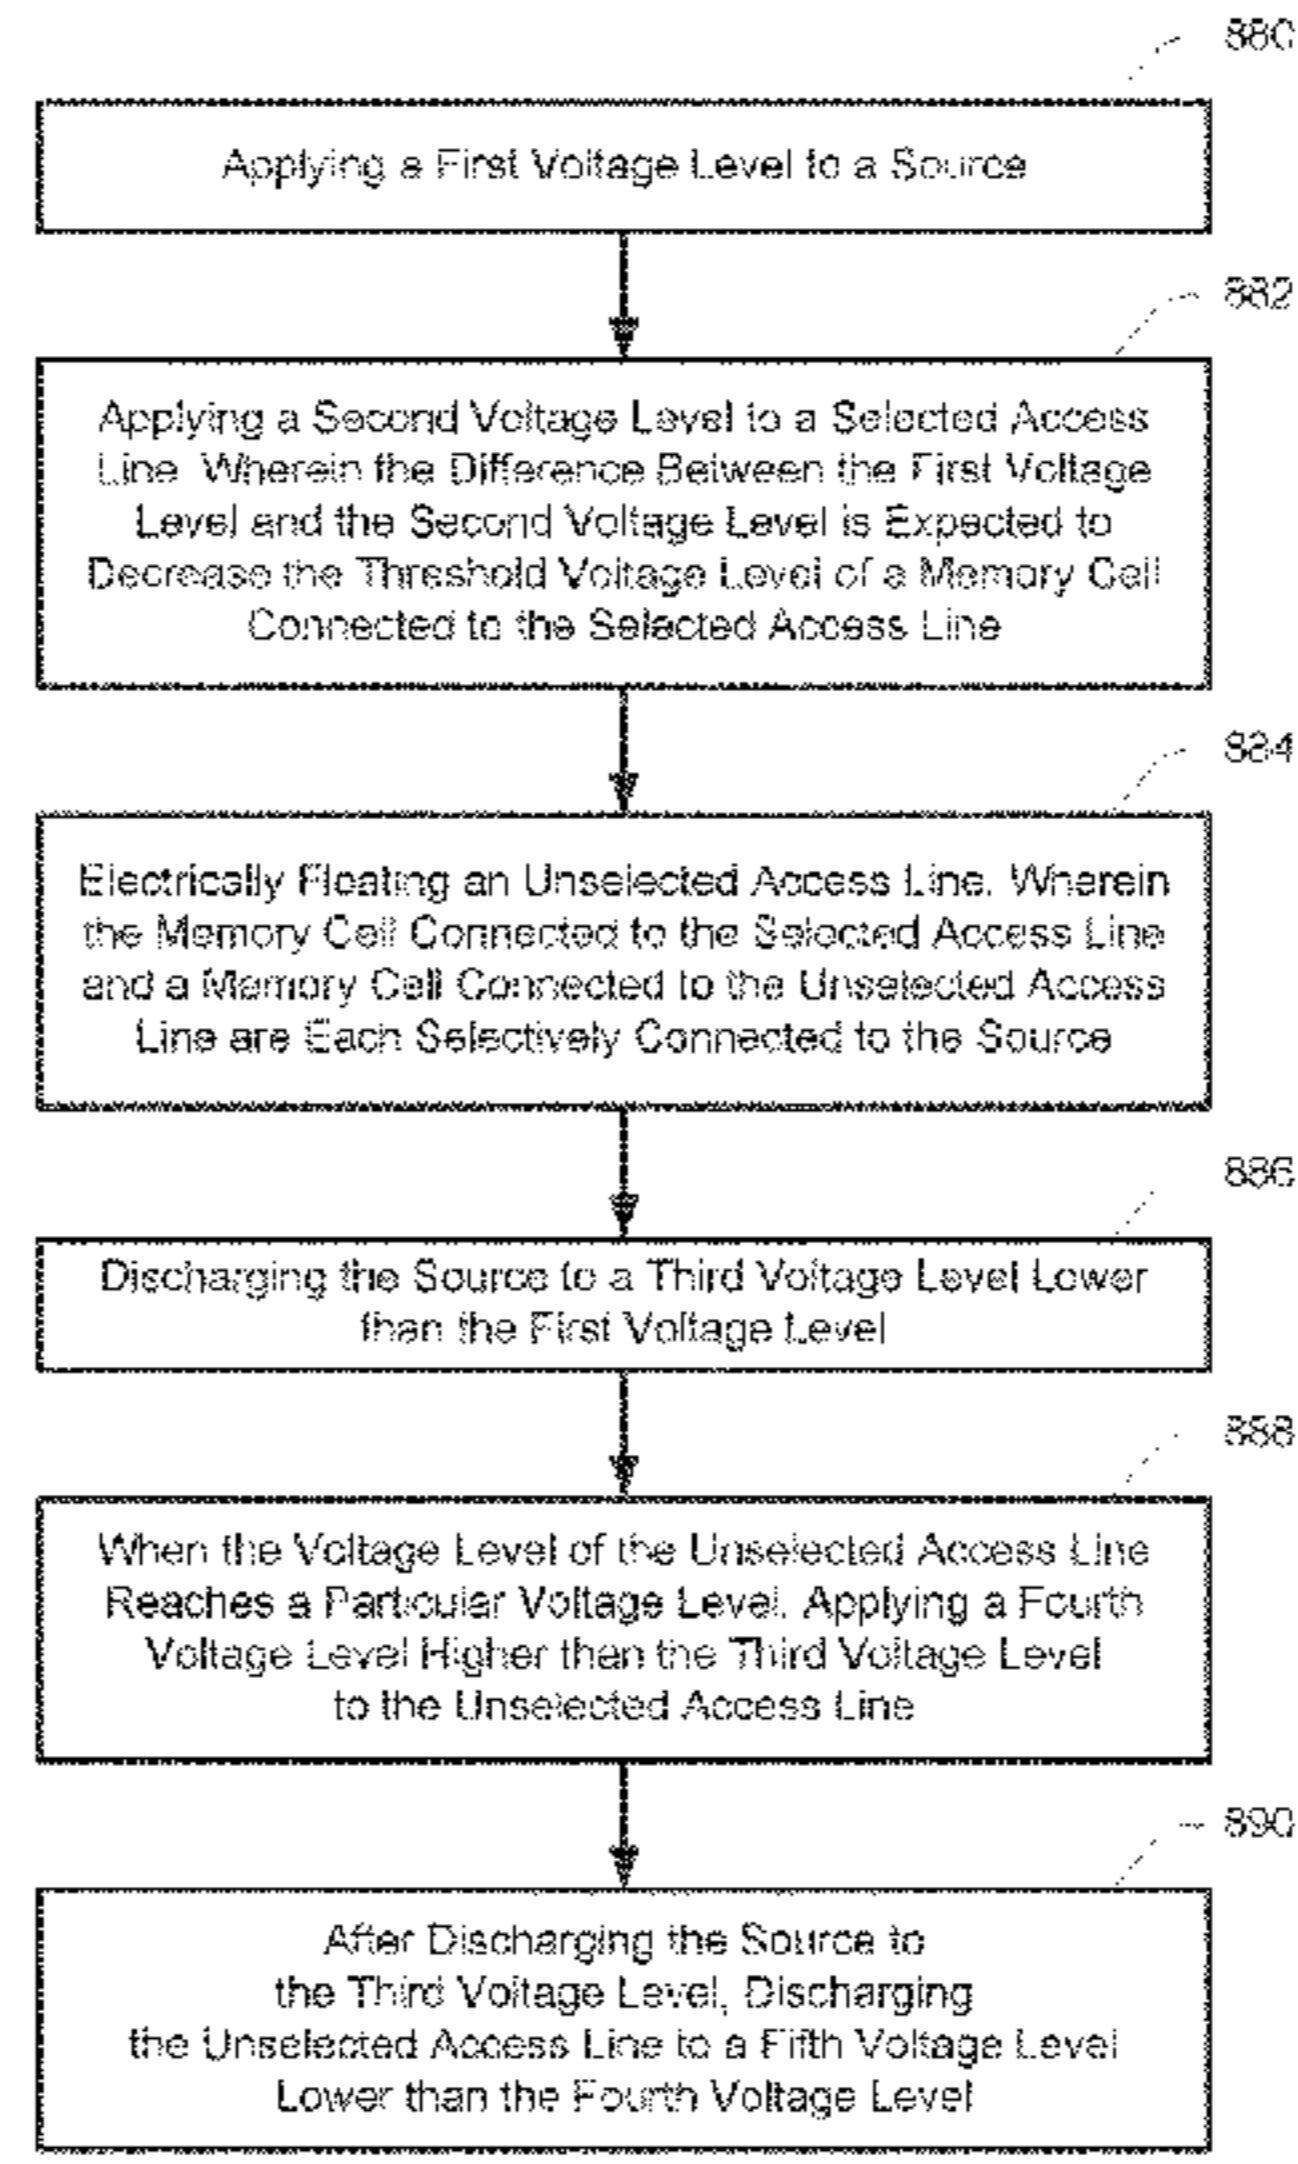 880
Applying a First Voltage Level to a Source
882
Applying a Second Voltage Level to a Selected Access
Line, Wherein the Difference Between the First Voltage
Level and the Second Voltage Level is Expected to
Decrease the Threshold Voltage Level of a Memory Cell
Connected to the Selected Access Line
884
Electrically Floating an Unselected Access Line, Wherein
the Memory Cell Connected to the Selected Access Line
and a Memory Cell Connected to the Unselected Access
Line are Each Selectively Connected to the Source
886
Discharging the Source to a Third Voltage Level Lower
than the First Voltage Level
888
When the Voltage Level of the Unselected Access Line
Reaches a Particular Voltage Level, Applying a Fourth
Voltage Level Higher than the Third Voltage Level
to the Unselected Access Line
890
After Discharging the Source to
the Third Voltage Level, Discharging
the Unselected Access Line to a Fifth Voltage Level
Lower than the Fourth Voltage Level